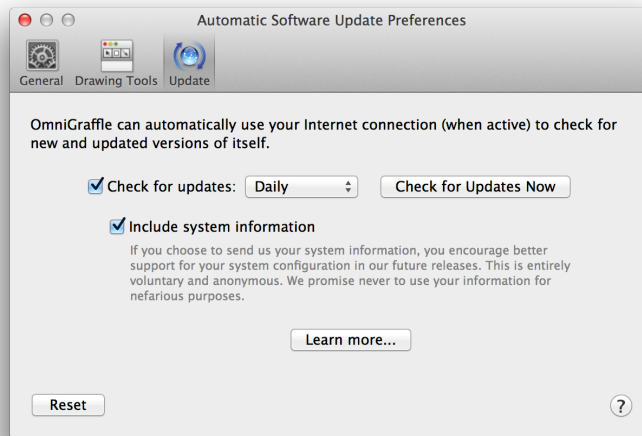 Automatic Software Update Preferences
General Drawing Tools Update
OmniGraffle can automatically use your Internet connection (when active) to check for
new and updated versions of itself.
Check for updates: Daily Check for Updates Now
Include system information
If you choose to send us your system information, you encourage better
support for your system configuration in our future releases. This is entirely
voluntary and anonymous. We promise never to use your information for
nefarious purposes.
Learn more...
Reset ?